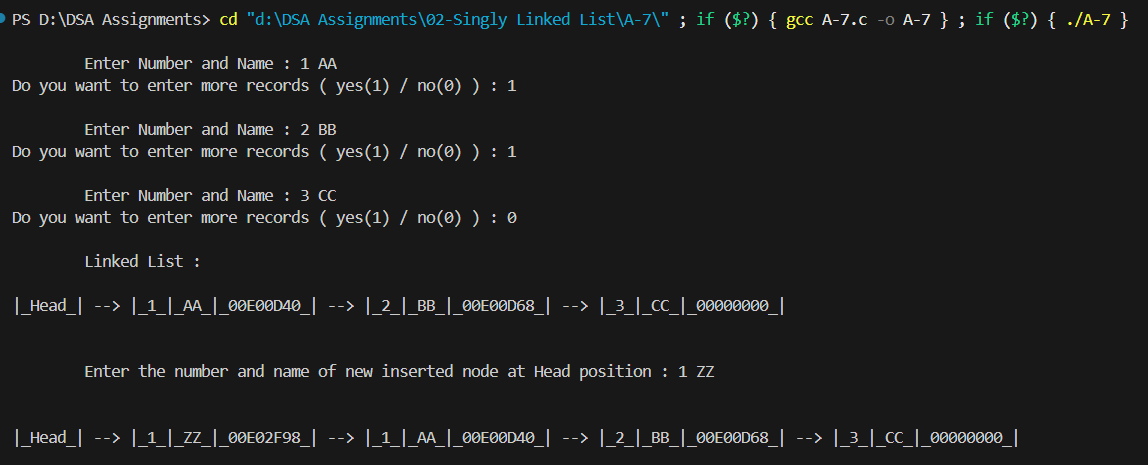 PS D:\DSA Assignments> cd "d:\DSA Assignments\02-Singly Linked List\A-7\" ; if ($?) { gcc A-7.c -o A-7 } ; if ($?) { ./A-7 }
Enter Number and Name : 1 AA
Do you want to enter more records ( yes(1) / no(0) ) : 1
Enter Number and Name : 2 BB
Do you want to enter more records ( yes(1) / no(0) ) : 1
Enter Number and Name : 3 CC
Do you want to enter more records ( yes(1) / no(0) ) : 0
Linked List :
|_Head_| --> |_1_|_AA_|_00E00D40_| --> |_2_|_BB_|_00E00D68_| --> |_3_|_CC_|_00000000_|
Enter the number and name of new inserted node at Head position : 1 ZZ
|_Head_| --> |_1_|_ZZ_|_00E02F98_| --> |_1_|_AA_|_00E00D40_| --> |_2_|_BB_|_00E00D68_| --> |_3_|_CC_|_00000000_|